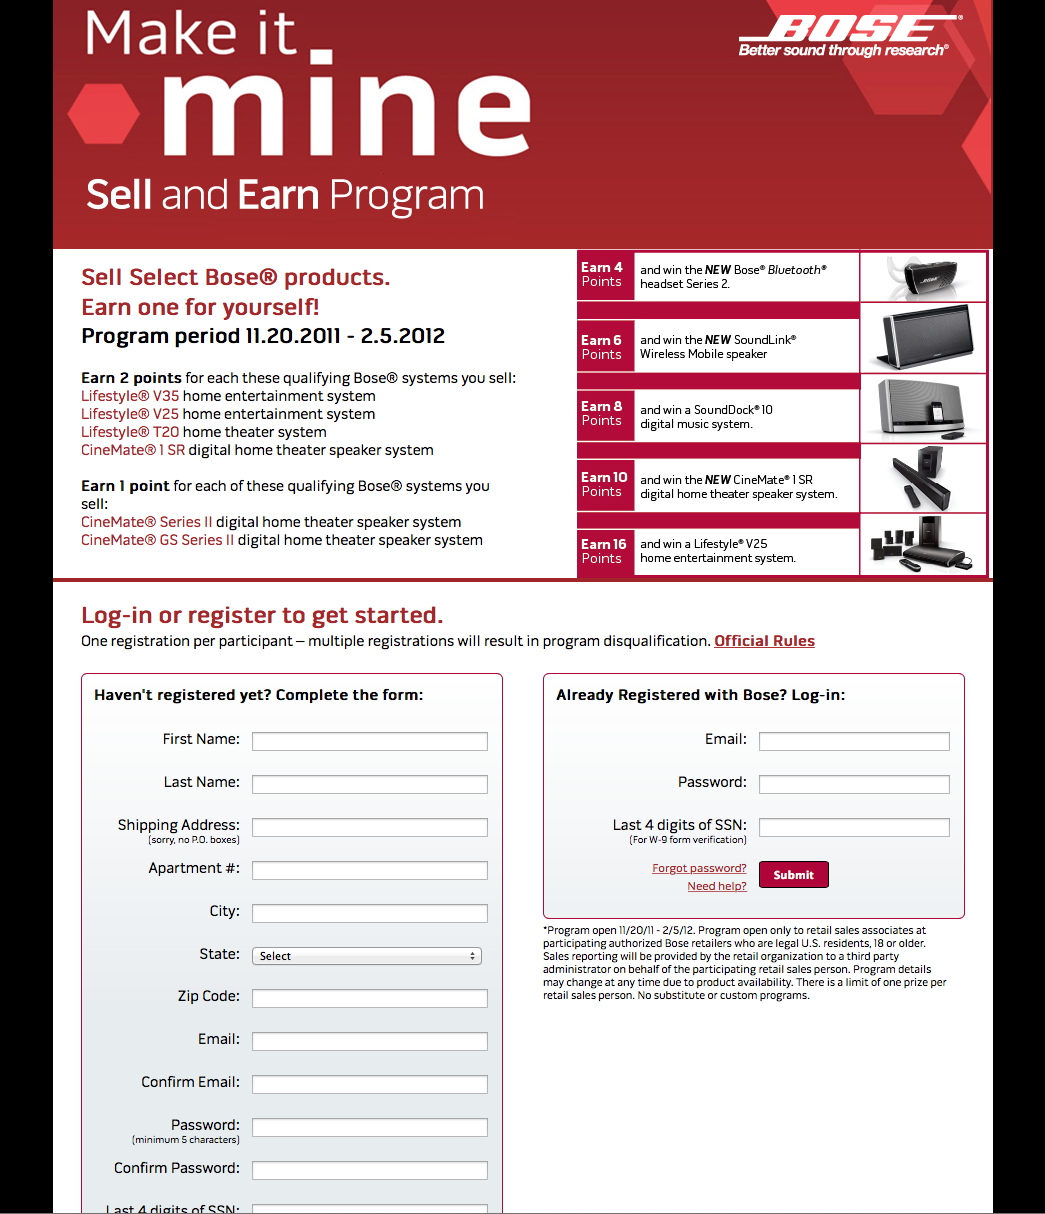 Make it
mine
Sell and Earn Program
BOSE®
Better sound through research®
Sell Select Bose® products.
Earn one for yourself!
Program period 11.20.2011 - 2.5.2012
Earn 2 points for each these qualifying Bose® systems you sell:
Lifestyle® V35 home entertainment system
Lifestyle® V25 home entertainment system
Lifestyle® T20 home theater system
CineMate® 1 SR digital home theater speaker system
Earn 1 point for each of these qualifying Bose® systems you
sell:
CineMate® Series II digital home theater speaker system
CineMate® GS Series II digital home theater speaker system
Earn 4
Points
and win the NEW Bose® Bluetooth®
headset Series 2.
Earn 6
Points
and win the NEW SoundLink®
Wireless Mobile speaker
Earn 8
Points
and win a SoundDock® 10
digital music system.
Earn 10
Points
and win the NEW CineMate® 1 SR
digital home theater speaker system.
Earn 16
Points
and win a Lifestyle® V25
home entertainment system.
Log-in or register to get started.
One registration per participant – multiple registrations will result in program disqualification. Official Rules
Haven't registered yet? Complete the form:
First Name:
Last Name:
Shipping Address:
(sorry, no P.O. boxes)
Apartment #:
City:
State:
Select
Zip Code:
Email:
Confirm Email:
Password:
(minimum 5 characters)
Confirm Password:
Last 4 digits of SSN:
Already Registered with Bose? Log-in:
Email:
Password:
Last 4 digits of SSN:
(For W-9 form verification)
Forgot password?
Submit
Need help?
*Program open 11/20/11 - 2/5/12. Program open only to retail sales associates at
participating authorized Bose retailers who are legal U.S. residents, 18 or older.
Sales reporting will be provided by the retail organization to a third party
administrator on behalf of the participating retail sales person. Program details
may change at any time due to product availability. There is a limit of one prize per
retail sales person. No substitute or custom programs.